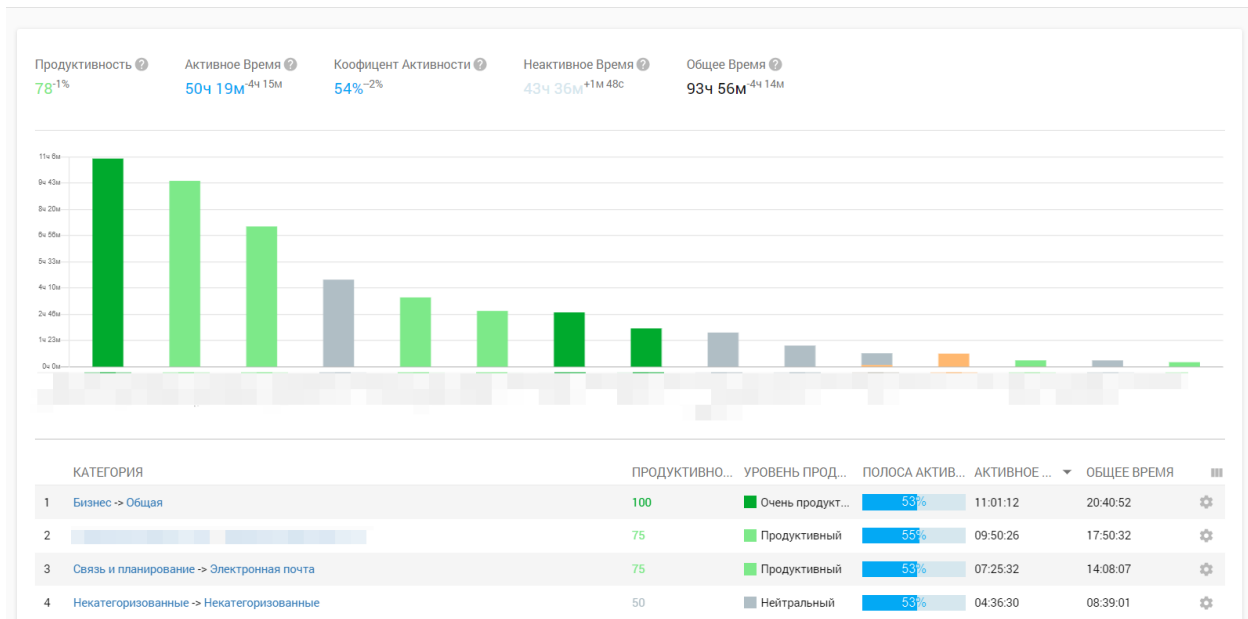 Продуктивность ? Активное Время ? Коофицент Активности ? Неактивное Время ? Общее Время ?
78-1% 50ч 19м-4ч 15м 54%-2% 43ч 36м+1м 48с 93ч 56м-4ч 14м
11ч 6м
9ч 43м
8ч 20м
6ч 56м
5ч 33м
4ч 10м
2ч 46м
1ч 23м
0ч 0м
КАТЕГОРИЯ ПРОДУКТИВНО... УРОВЕНЬ ПРОД... ПОЛОСА АКТИВ... АКТИВНОЕ ... ОБЩЕЕ ВРЕМЯ
1 Бизнес -> Общая 100 Очень продукт... 53% 11:01:12 20:40:52
2 75 Продуктивный 55% 09:50:26 17:50:32
3 Связь и планирование -> Электронная почта 75 Продуктивный 53% 07:25:32 14:08:07
4 Некатегоризованные -> Некатегоризованные 50 Нейтральный 53% 04:36:30 08:39:01